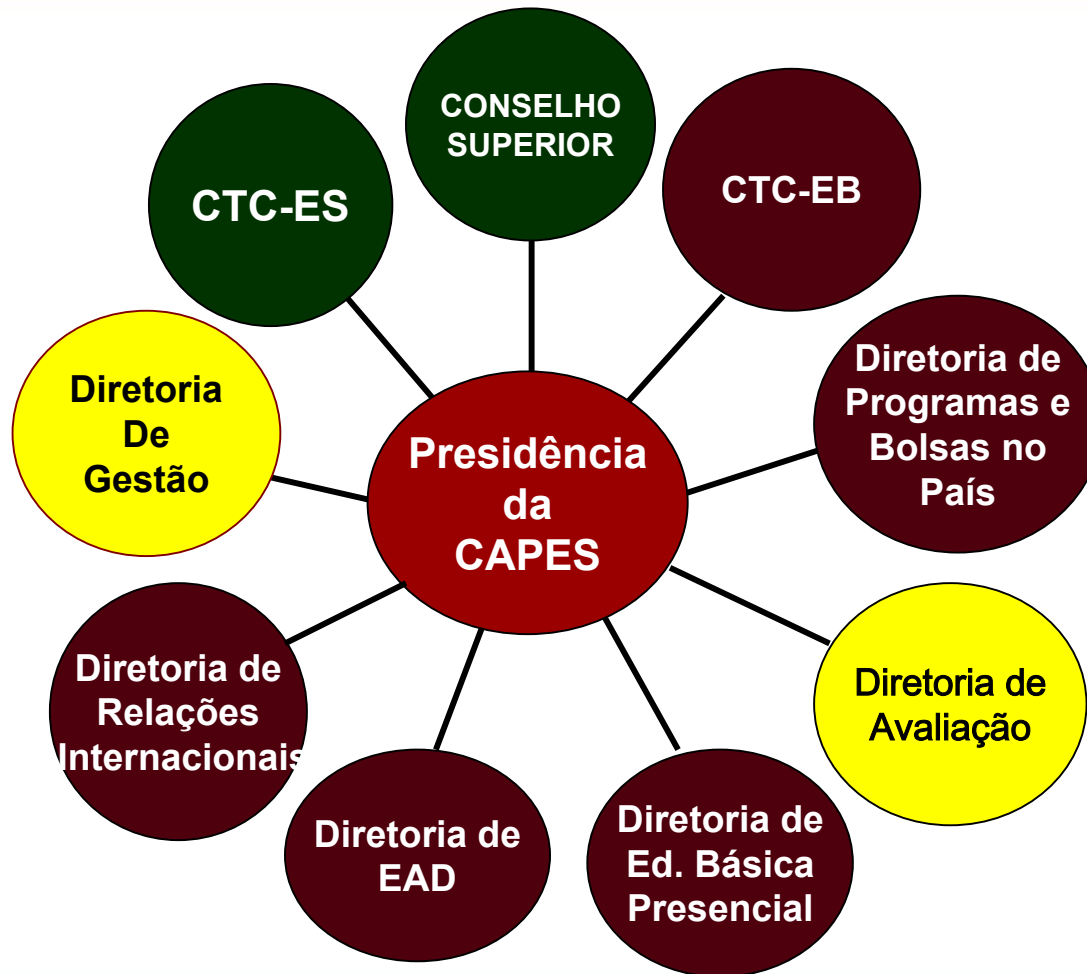 CONSELHO
SUPERIOR
CTC-ES
CTC-EB
Diretoria
De
Gestão
Diretoria de
Programas e
Bolsas no
País
Presidência
da
CAPES
Diretoria de
Relações
Internacionais
Diretoria de
Avaliação
Diretoria de
EAD
Diretoria de
Ed. Básica
Presencial